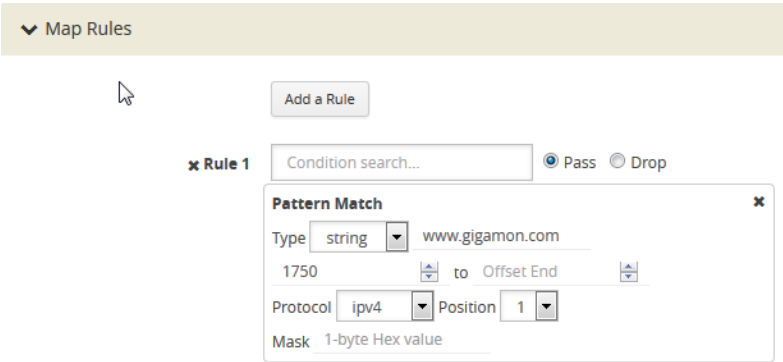 Map Rules
Add a Rule
Rule 1 Condition search... Pass Drop
Pattern Match
Type string www.gigamon.com
1750 to Offset End
Protocol ipv4 Position 1
Mask 1-byte Hex value